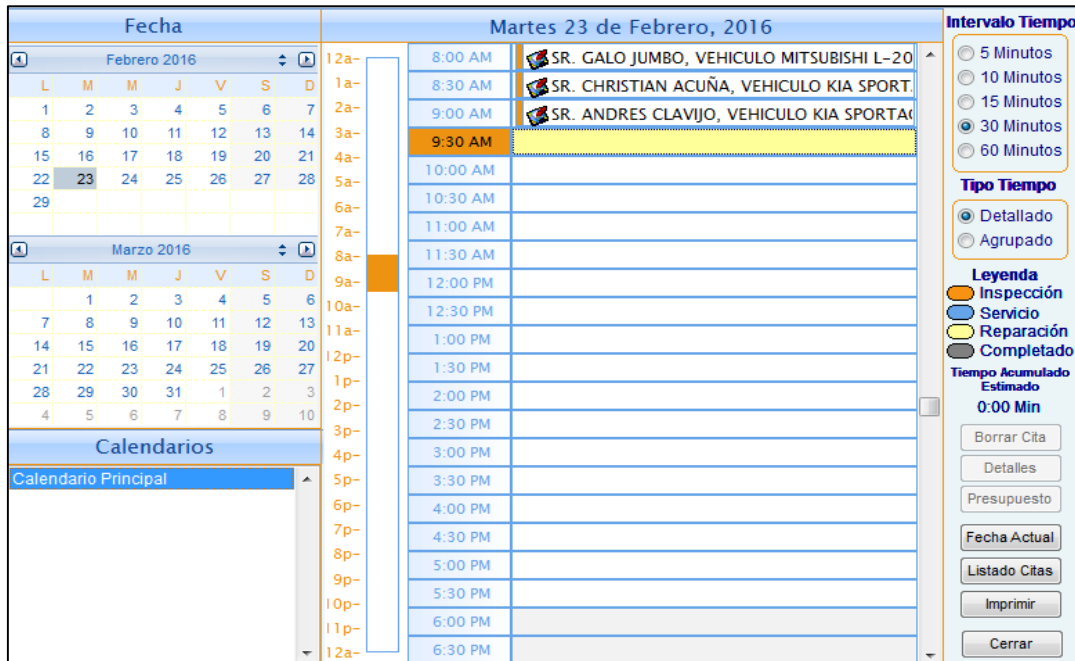 Fecha
Febrero 2016
L M M J V S D
1 2 3 4 5 6 7
8 9 10 11 12 13 14
15 16 17 18 19 20 21
22 23 24 25 26 27 28
29
Marzo 2016
L M M J V S D
1 2 3 4 5 6
7 8 9 10 11 12 13
14 15 16 17 18 19 20
21 22 23 24 25 26 27
28 29 30 31 1 2 3
4 5 6 7 8 9 10
Calendarios
Calendario Principal
Martes 23 de Febrero, 2016
12a-
1a-
2a-
3a-
4a-
5a-
6a-
7a-
8a-
9a-
10a-
11a-
12p-
1p-
2p-
3p-
4p-
5p-
6p-
7p-
8p-
9p-
10p-
11p-
12a-
8:00 AM SR. GALO JUMBO, VEHICULO MITSUBISHI L-20
8:30 AM SR. CHRISTIAN ACUÑA, VEHICULO KIA SPORT.
9:00 AM SR. ANDRES CLAVIJO, VEHICULO KIA SPORTA
9:30 AM
10:00 AM
10:30 AM
11:00 AM
11:30 AM
12:00 PM
12:30 PM
1:00 PM
1:30 PM
2:00 PM
2:30 PM
3:00 PM
3:30 PM
4:00 PM
4:30 PM
5:00 PM
5:30 PM
6:00 PM
6:30 PM
Intervalo Tiempo
5 Minutos
10 Minutos
15 Minutos
30 Minutos
60 Minutos
Tipo Tiempo
Detallado
Agrupado
Leyenda
Inspección
Servicio
Reparación
Completado
Tiempo Acumulado
Estimado
0:00 Min
Borrar Cita
Detalles
Presupuesto
Fecha Actual
Listado Citas
Imprimir
Cerrar